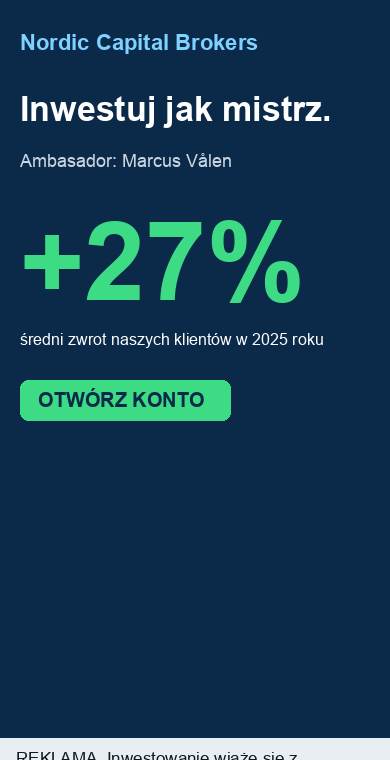 Nordic Capital Brokers
Inwestuj jak mistrz.
Ambasador: Marcus Vålen
+27%
średni zwrot naszych klientów w 2025 roku
OTWÓRZ KONTO
REKLAMA. Inwestowanie wiąże się z